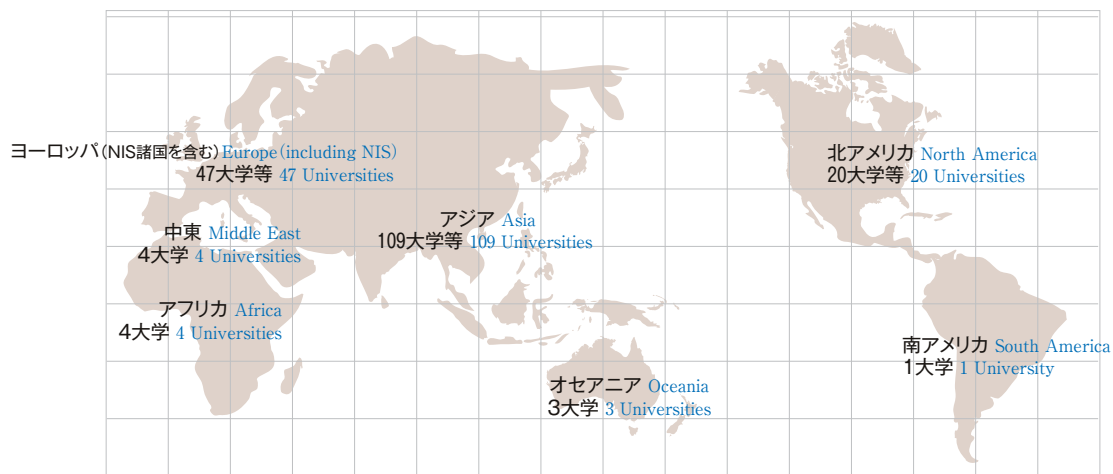 ヨーロッパ(NIS諸国を含む) Europe(including NIS)
47大学等 47 Universities
北アメリカ North America
20大学等 20 Universities
アジア Asia
109大学等 109 Universities
中東 Middle East
4大学 4 Universities
アフリカ Africa
4大学 4 Universities
南アメリカ South America
1大学 1 University
オセアニア Oceania
3大学 3 Universities